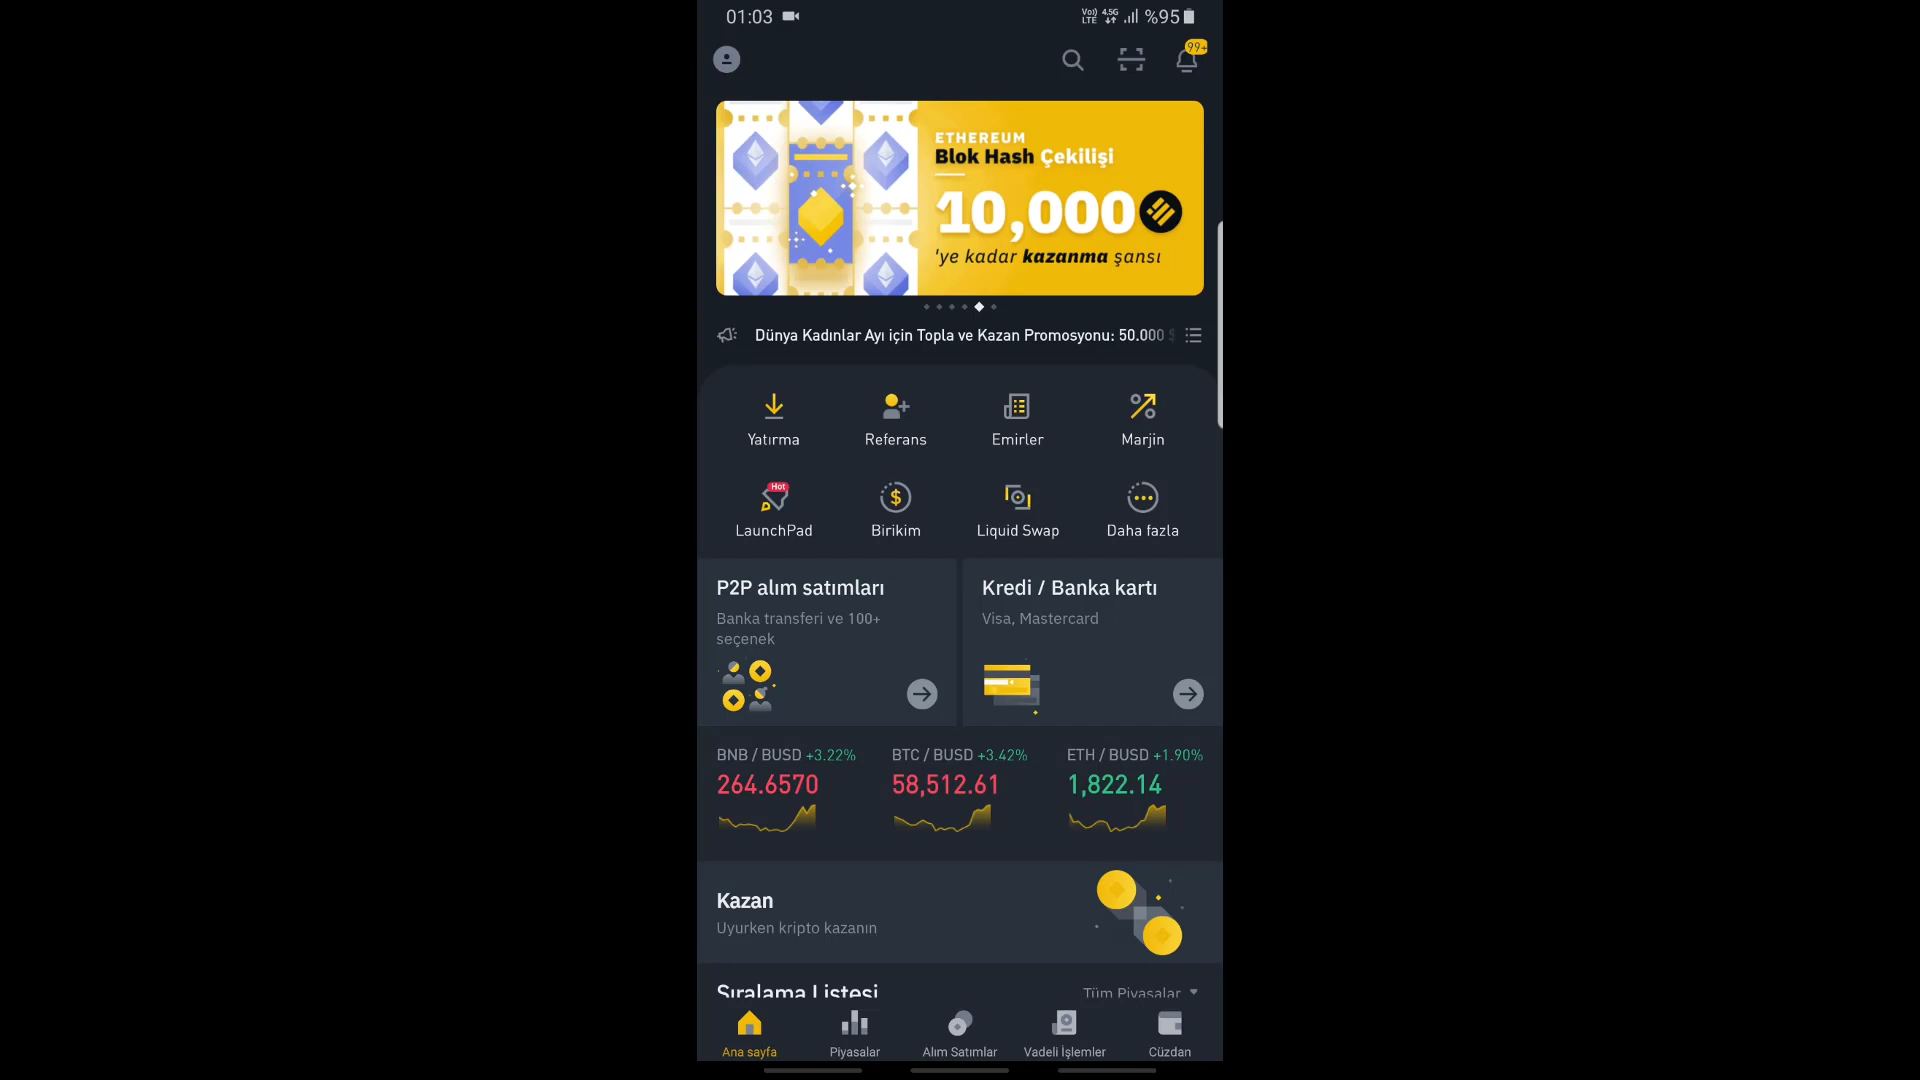 01:03
Vo)) LTE 4.5G %95
99+
ETHEREUM
Blok Hash Çekilişi
10,000
'ye kadar kazanma şansı
Dünya Kadınlar Ayı için Topla ve Kazan Promosyonu: 50.000 $
Yatırma Referans Emirler Marjin
Hot
LaunchPad Birikim Liquid Swap Daha fazla
P2P alım satımları
Banka transferi ve 100+
seçenek
Kredi / Banka kartı
Visa, Mastercard
BNB / BUSD +3.22% BTC / BUSD +3.42% ETH / BUSD +1.90%
264.6570 58,512.61 1,822.14
Kazan
Uyurken kripto kazanın
Sıralama Listesi Tüm Piyasalar
Ana sayfa Piyasalar Alım Satımlar Vadeli İşlemler Cüzdan